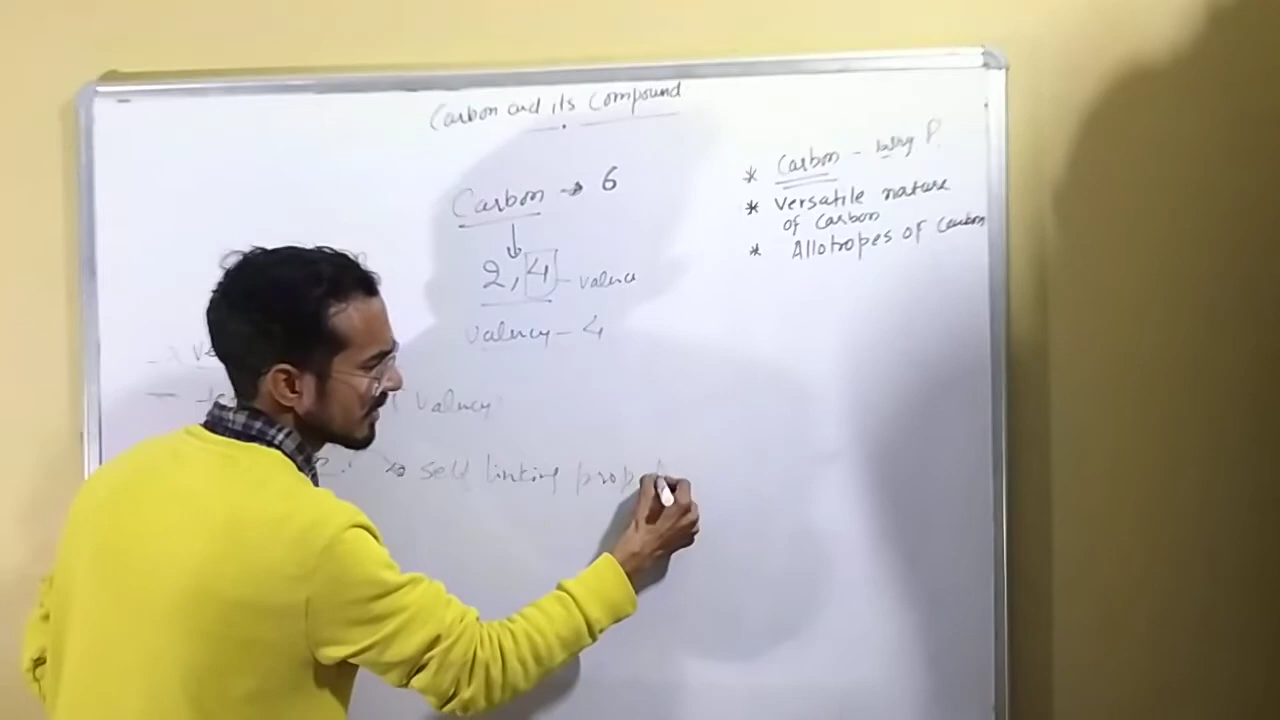 Carbon and its Compound
Carbon → 6
2, 4 - valence
valency - 4
valency
→ self linking prop
* Carbon -
* Versatile nature
of Carbon
* Allotropes of Carbon